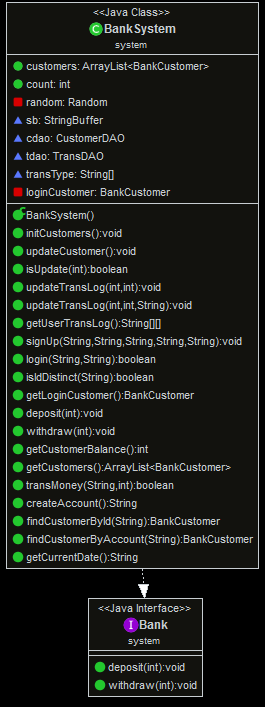 <<Java Class>>
C BankSystem
system
customers: ArrayList<BankCustomer>
count: int
random: Random
sb: StringBuffer
cdao: CustomerDAO
tdao: TransDAO
transType: String[]
loginCustomer: BankCustomer
BankSystem()
initCustomers():void
updateCustomer():void
isUpdate(int):boolean
updateTransLog(int,int):void
updateTransLog(int,int,String):void
getUserTransLog():String[][]
signUp(String,String,String,String,String):void
login(String,String):boolean
isIdDistinct(String):boolean
getLoginCustomer():BankCustomer
deposit(int):void
withdraw(int):void
getCustomerBalance():int
getCustomers():ArrayList<BankCustomer>
transMoney(String,int):boolean
createAccount():String
findCustomerById(String):BankCustomer
findCustomerByAccount(String):BankCustomer
getCurrentDate():String
<<Java Interface>>
I Bank
system
deposit(int):void
withdraw(int):void